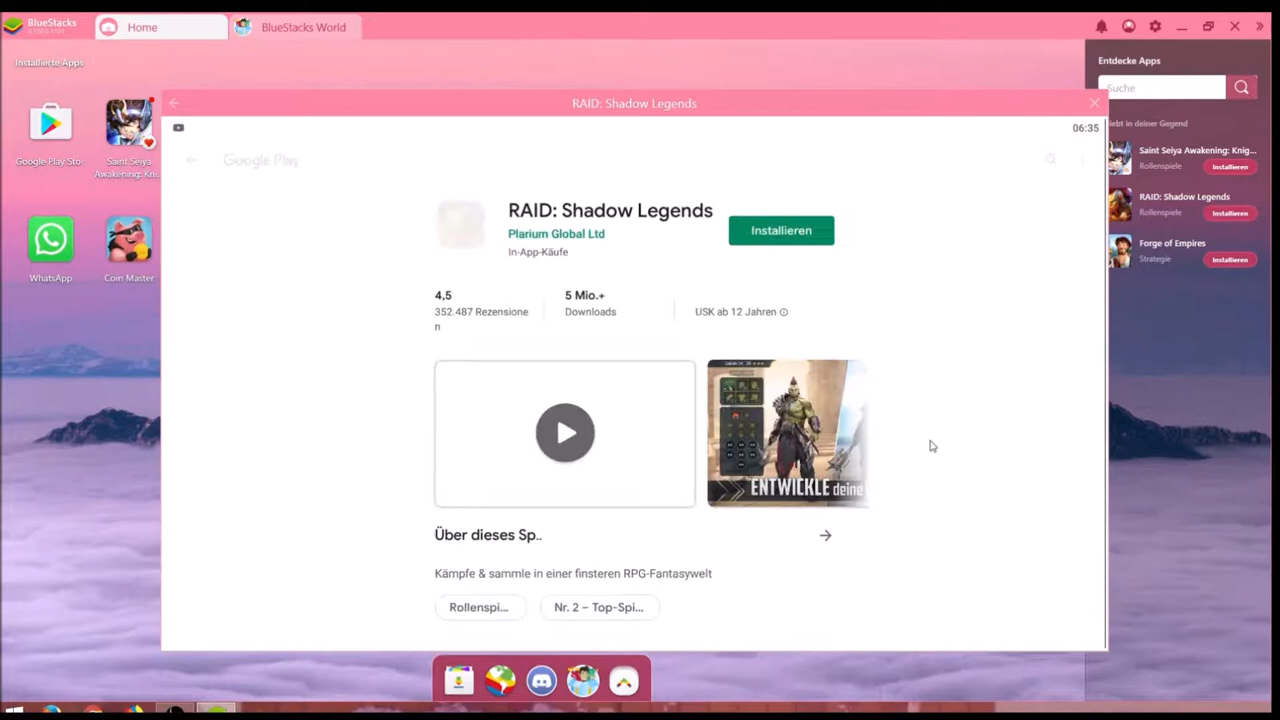 BlueStacks
Home
BlueStacks World
Installierte Apps
Google Play Sto
Saint Seiya
Awakening: Kni.
WhatsApp
Coin Master
RAID: Shadow Legends
06:35
Google Play
RAID: Shadow Legends
Plarium Global Ltd
In-App-Käufe
Installieren
4,5
352.487 Rezensione
n
5 Mio.+
Downloads
USK ab 12 Jahren
ENTWICKLE deine
Über dieses Sp..
Kämpfe & sammle in einer finsteren RPG-Fantasywelt
Rollenspi...
Nr. 2 – Top-Spi...
Entdecke Apps
Suche
iebt in deiner Gegend
Saint Seiya Awakening: Knig...
Rollenspiele
Installieren
RAID: Shadow Legends
Rollenspiele
Installieren
Forge of Empires
Strategie
Installieren